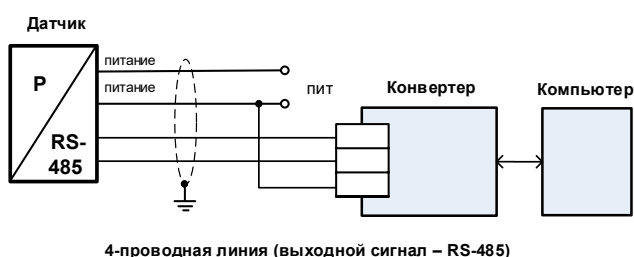 Датчик
питание
питание
пит
Конвертер
Компьютер
P
RS-
485
4-проводная линия (выходной сигнал – RS-485)